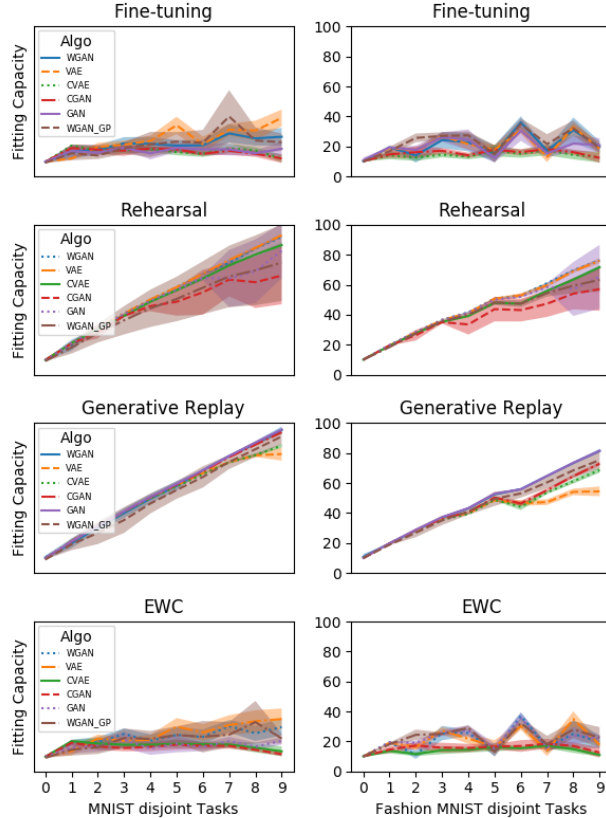 Fine-tuning
Fine-tuning
Fitting Capacity
Algo
WGAN
VAE
CVAE
CGAN
GAN
WGAN_GP
100
80
60
40
20
0
Rehearsal
Rehearsal
Fitting Capacity
Algo
WGAN
VAE
CVAE
CGAN
GAN
WGAN_GP
100
80
60
40
20
0
Generative Replay
Generative Replay
Fitting Capacity
Algo
WGAN
VAE
CVAE
CGAN
GAN
WGAN_GP
100
80
60
40
20
0
EWC
EWC
Fitting Capacity
Algo
WGAN
VAE
CVAE
CGAN
GAN
WGAN_GP
100
80
60
40
20
0
0 1 2 3 4 5 6 7 8 9
0 1 2 3 4 5 6 7 8 9
MNIST disjoint Tasks
Fashion MNIST disjoint Tasks